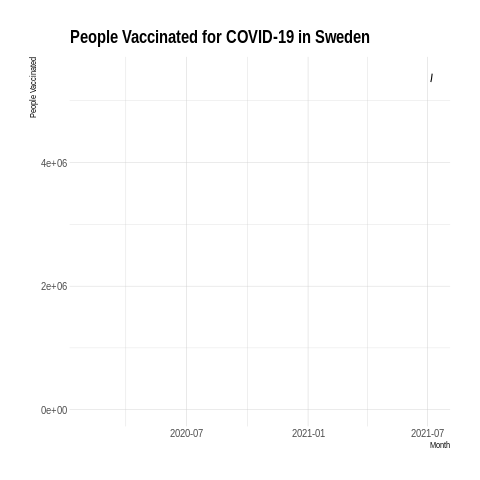 People Vaccinated for COVID-19 in Sweden
People Vaccinated
4e+06
2e+06
0e+00
2020-07 2021-01 2021-07
Month